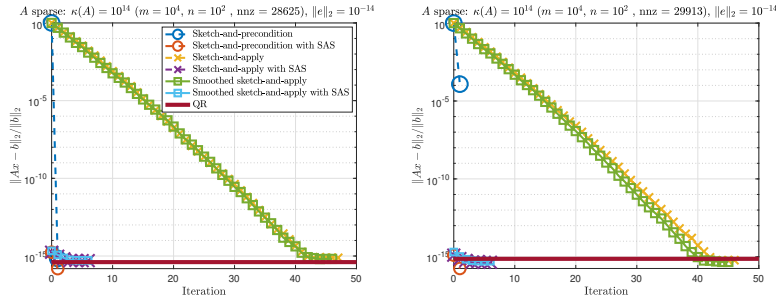 A sparse: κ(A) = 10^14 (m = 10^4, n = 10^2 , nnz = 28625), ‖e‖_2 = 10^-14
10^0
10^-5
10^-10
10^-15
‖Ax − b‖_2/‖b‖_2
Sketch-and-precondition
Sketch-and-precondition with SAS
Sketch-and-apply
Sketch-and-apply with SAS
Smoothed sketch-and-apply
Smoothed sketch-and-apply with SAS
QR
0 10 20 30 40 50
Iteration
A sparse: κ(A) = 10^14 (m = 10^4, n = 10^2 , nnz = 29913), ‖e‖_2 = 10^-14
10^0
10^-5
10^-10
10^-15
‖Ax − b‖_2/‖b‖_2
0 10 20 30 40 50
Iteration